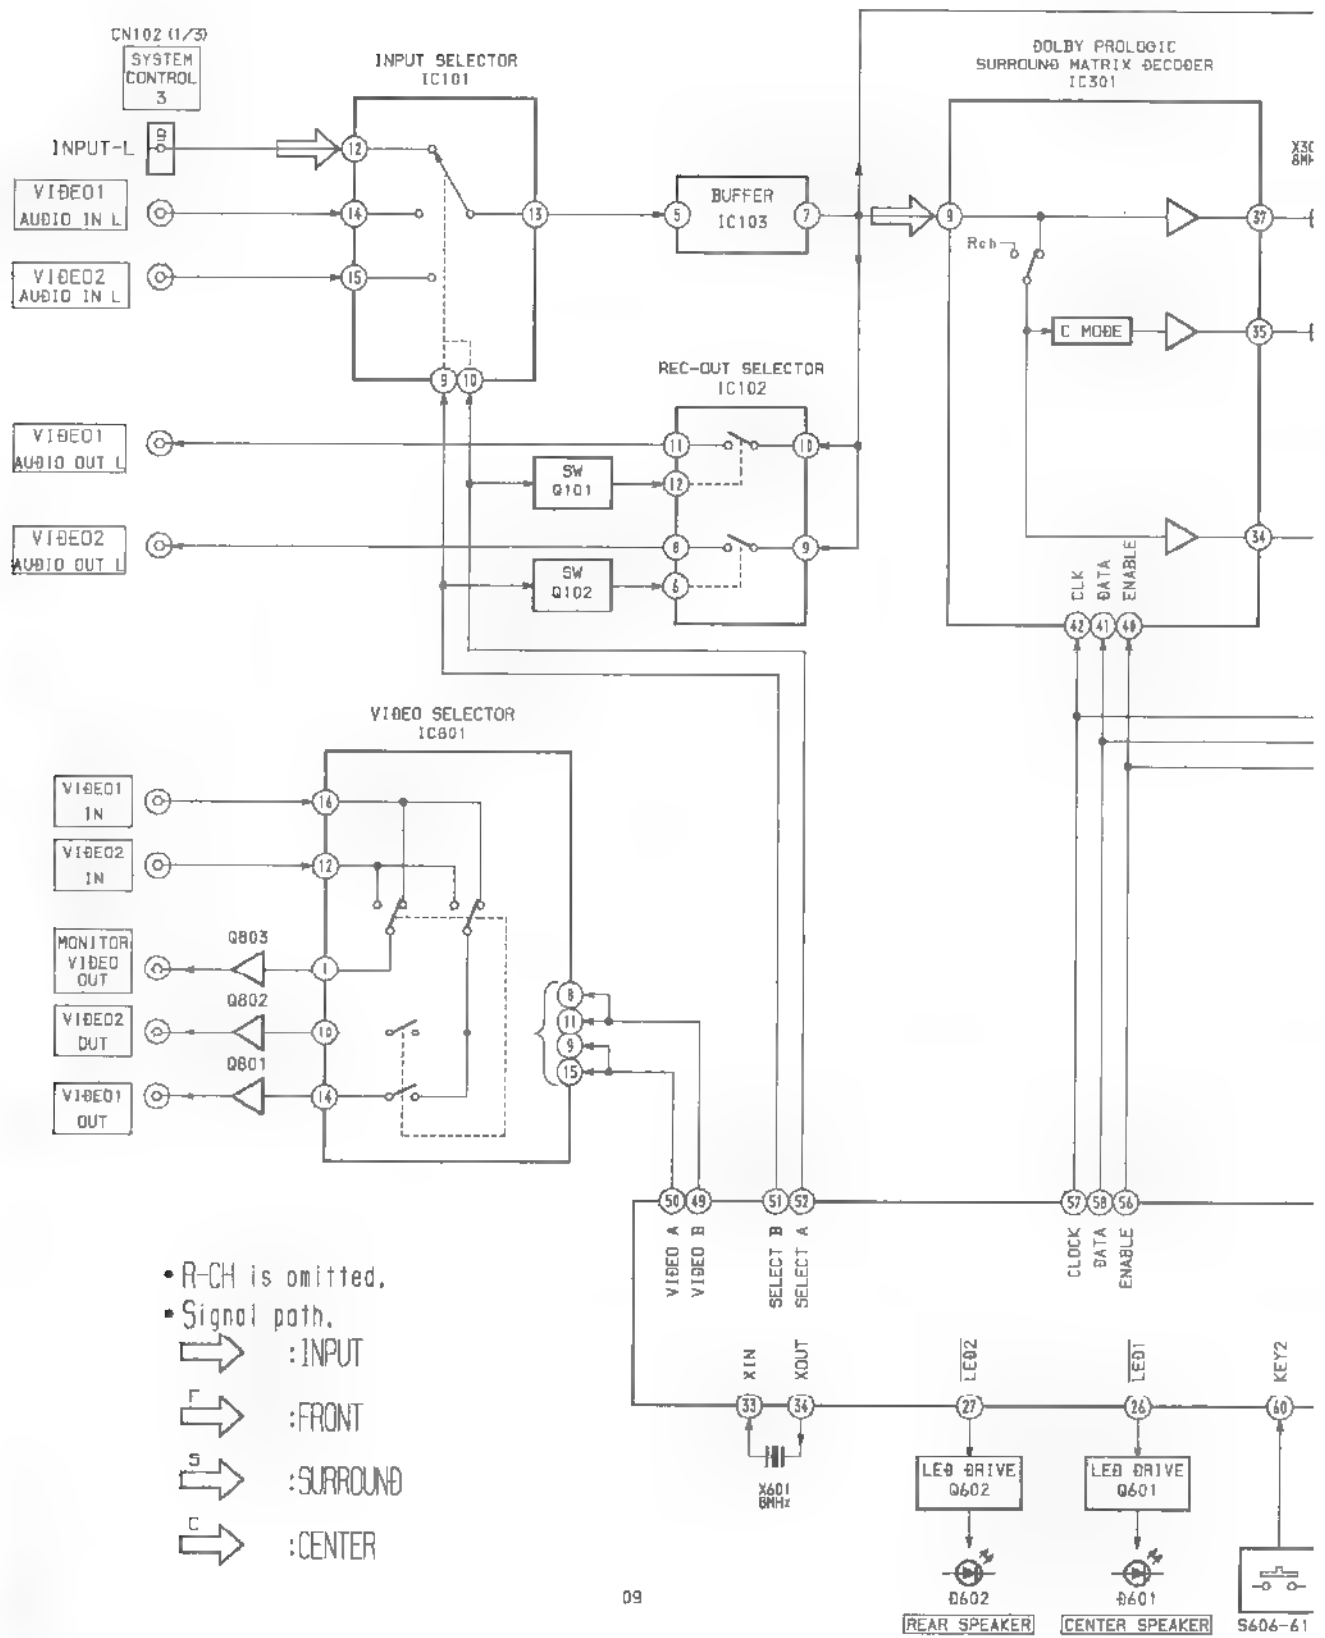 CN102 (1/3)
SYSTEM
CONTROL
3
INPUT SELECTOR
IC101
DOLBY PROLOGIC
SURROUND MATRIX DECODER
IC301
INPUT-L
12
VIDEO1
AUDIO IN L
14
13
5
BUFFER
IC103
7
37
Rch
VIDEO2
AUDIO IN L
15
C MODE
35
9
10
REC-OUT SELECTOR
IC102
VIDEO1
AUDIO OUT L
11
10
SW
Q101
12
VIDEO2
AUDIO OUT L
8
9
34
SW
Q102
6
CLK
DATA
ENABLE
42
41
40
VIDEO SELECTOR
IC801
VIDEO1
IN
16
VIDEO2
IN
12
MONITOR
VIDEO
OUT
Q803
1
VIDEO2
OUT
Q802
10
VIDEO1
OUT
Q801
14
8
11
9
15
50
49
51
52
57
58
56
VIDEO A
VIDEO B
SELECT B
SELECT A
CLOCK
DATA
ENABLE
• R-CH is omitted.
• Signal path.
:INPUT
F
:FRONT
S
:SURROUND
C
:CENTER
XIN
XOUT
LED2
LED1
KEY2
33
34
27
26
60
X601
8MHz
LED DRIVE
Q602
LED DRIVE
Q601
D602
REAR SPEAKER
D601
CENTER SPEAKER
S606-61
09